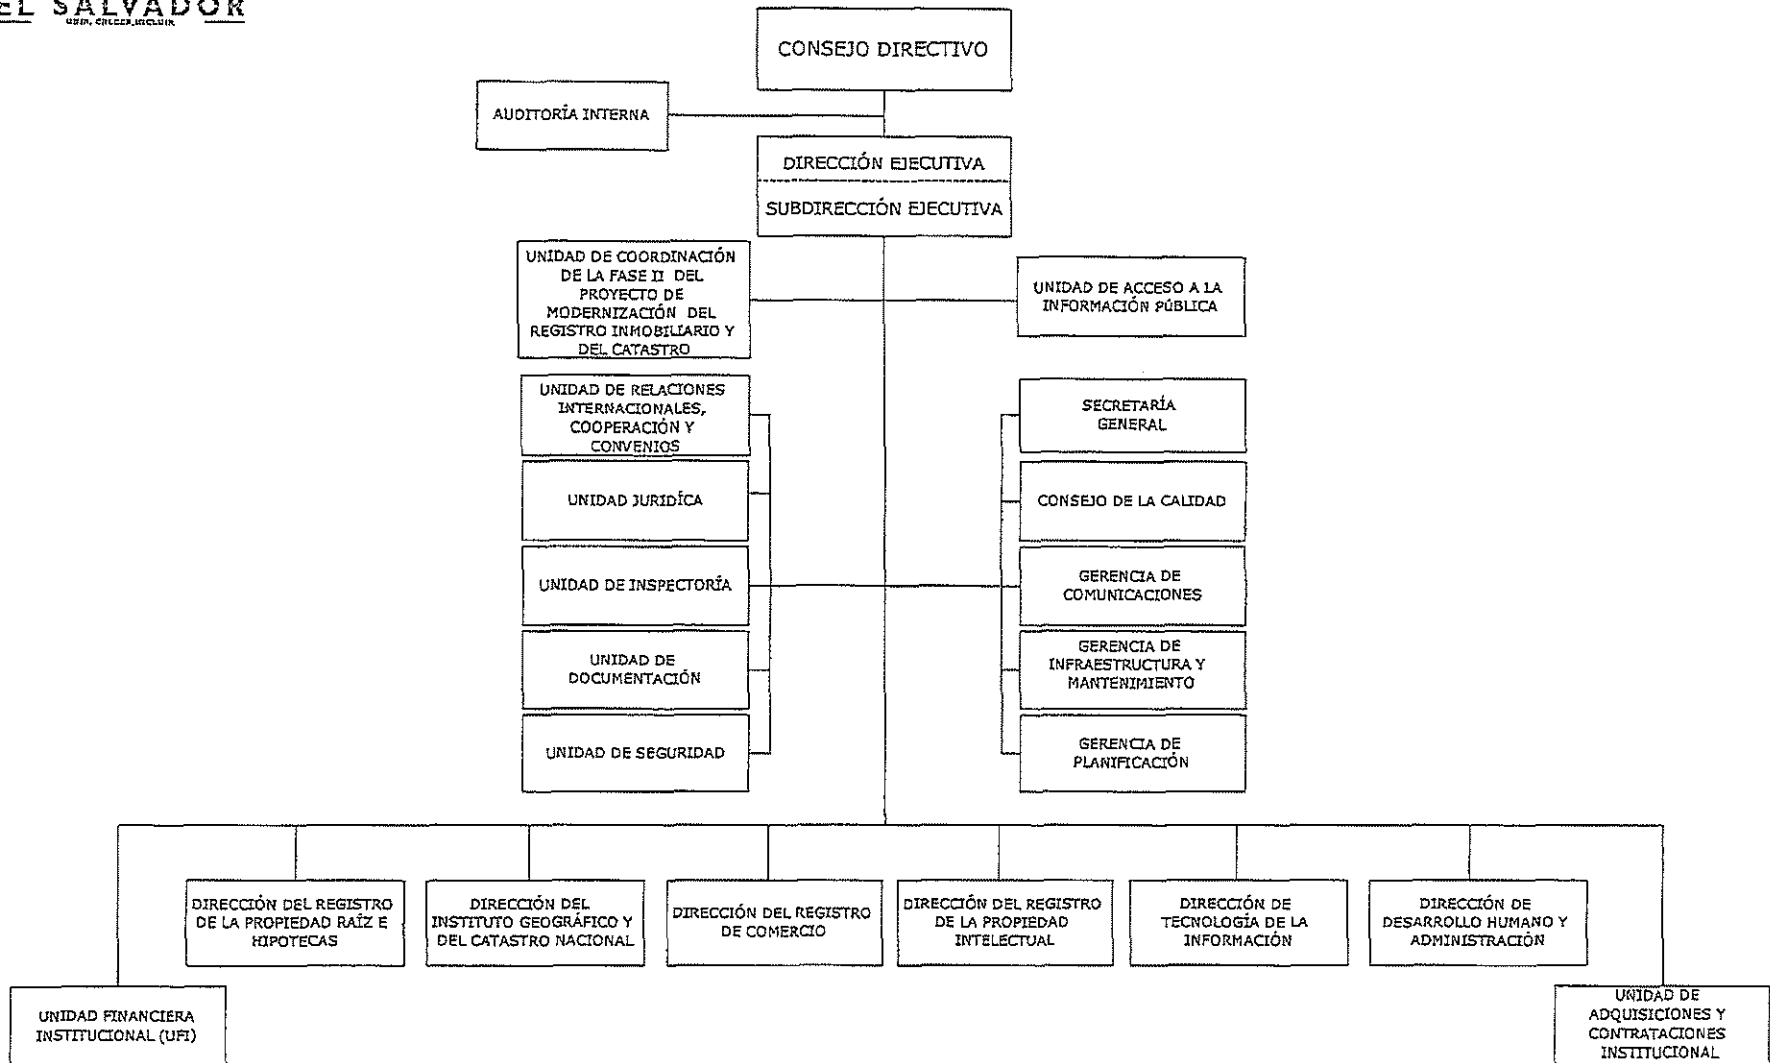 EL SALVADOR
UNIR, CRECER, INCLUIR
CONSEJO DIRECTIVO
AUDITORÍA INTERNA
DIRECCIÓN EJECUTIVA
SUBDIRECCIÓN EJECUTIVA
UNIDAD DE COORDINACIÓN
DE LA FASE II DEL
PROYECTO DE
MODERNIZACIÓN DEL
REGISTRO INMOBILIARIO Y
DEL CATASTRO
UNIDAD DE ACCESO A LA
INFORMACIÓN PÚBLICA
UNIDAD DE RELACIONES
INTERNACIONALES,
COOPERACIÓN Y
CONVENIOS
SECRETARÍA
GENERAL
UNIDAD JURIDÍCA
CONSEJO DE LA CALIDAD
UNIDAD DE INSPECTORÍA
GERENCIA DE
COMUNICACIONES
UNIDAD DE
DOCUMENTACIÓN
GERENCIA DE
INFRAESTRUCTURA Y
MANTENIMIENTO
UNIDAD DE SEGURIDAD
GERENCIA DE
PLANIFICACIÓN
DIRECCIÓN DEL REGISTRO
DE LA PROPIEDAD RAÍZ E
HIPOTECAS
DIRECCIÓN DEL
INSTITUTO GEOGRÁFICO Y
DEL CATASTRO NACIONAL
DIRECCIÓN DEL REGISTRO
DE COMERCIO
DIRECCIÓN DEL REGISTRO
DE LA PROPIEDAD
INTELECTUAL
DIRECCIÓN DE
TECNOLOGÍA DE LA
INFORMACIÓN
DIRECCIÓN DE
DESARROLLO HUMANO Y
ADMINISTRACIÓN
UNIDAD FINANCIERA
INSTITUCIONAL (UFI)
UNIDAD DE
ADQUISICIONES Y
CONTRATACIONES
INSTITUCIONAL